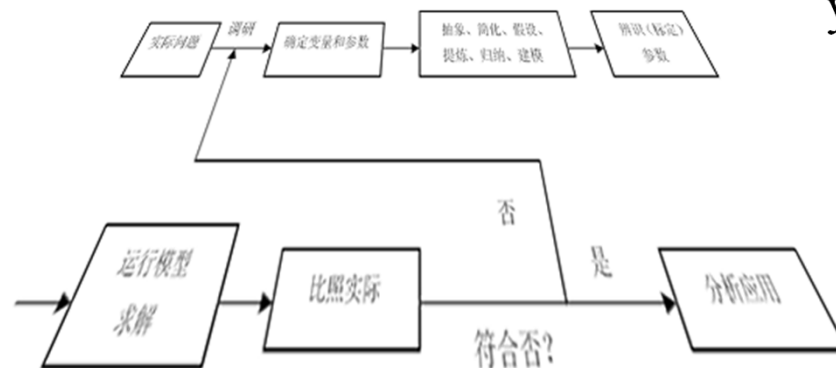 调研
实际问题
确定变量和参数
抽象、简化、假设、
提炼、归纳、建模
辨识(标定)
参数
y
否
是
运行模型
求解
比照实际
符合否？
分析应用